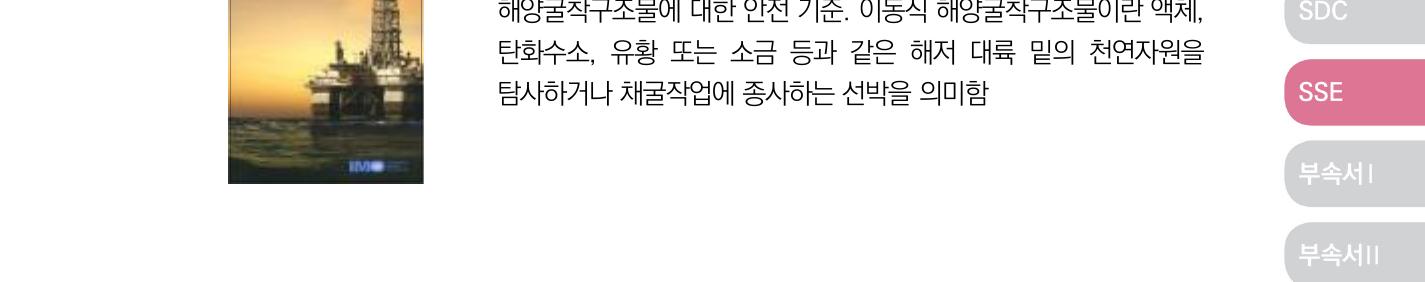 해양굴착구조물에 대한 안전 기준. 이동식 해양굴착구조물이란 액체,
탄화수소, 유황 또는 소금 등과 같은 해저 대륙 밑의 천연자원을
탐사하거나 채굴작업에 종사하는 선박을 의미함
IMO
SDC
SSE
부속서 I
부속서 II